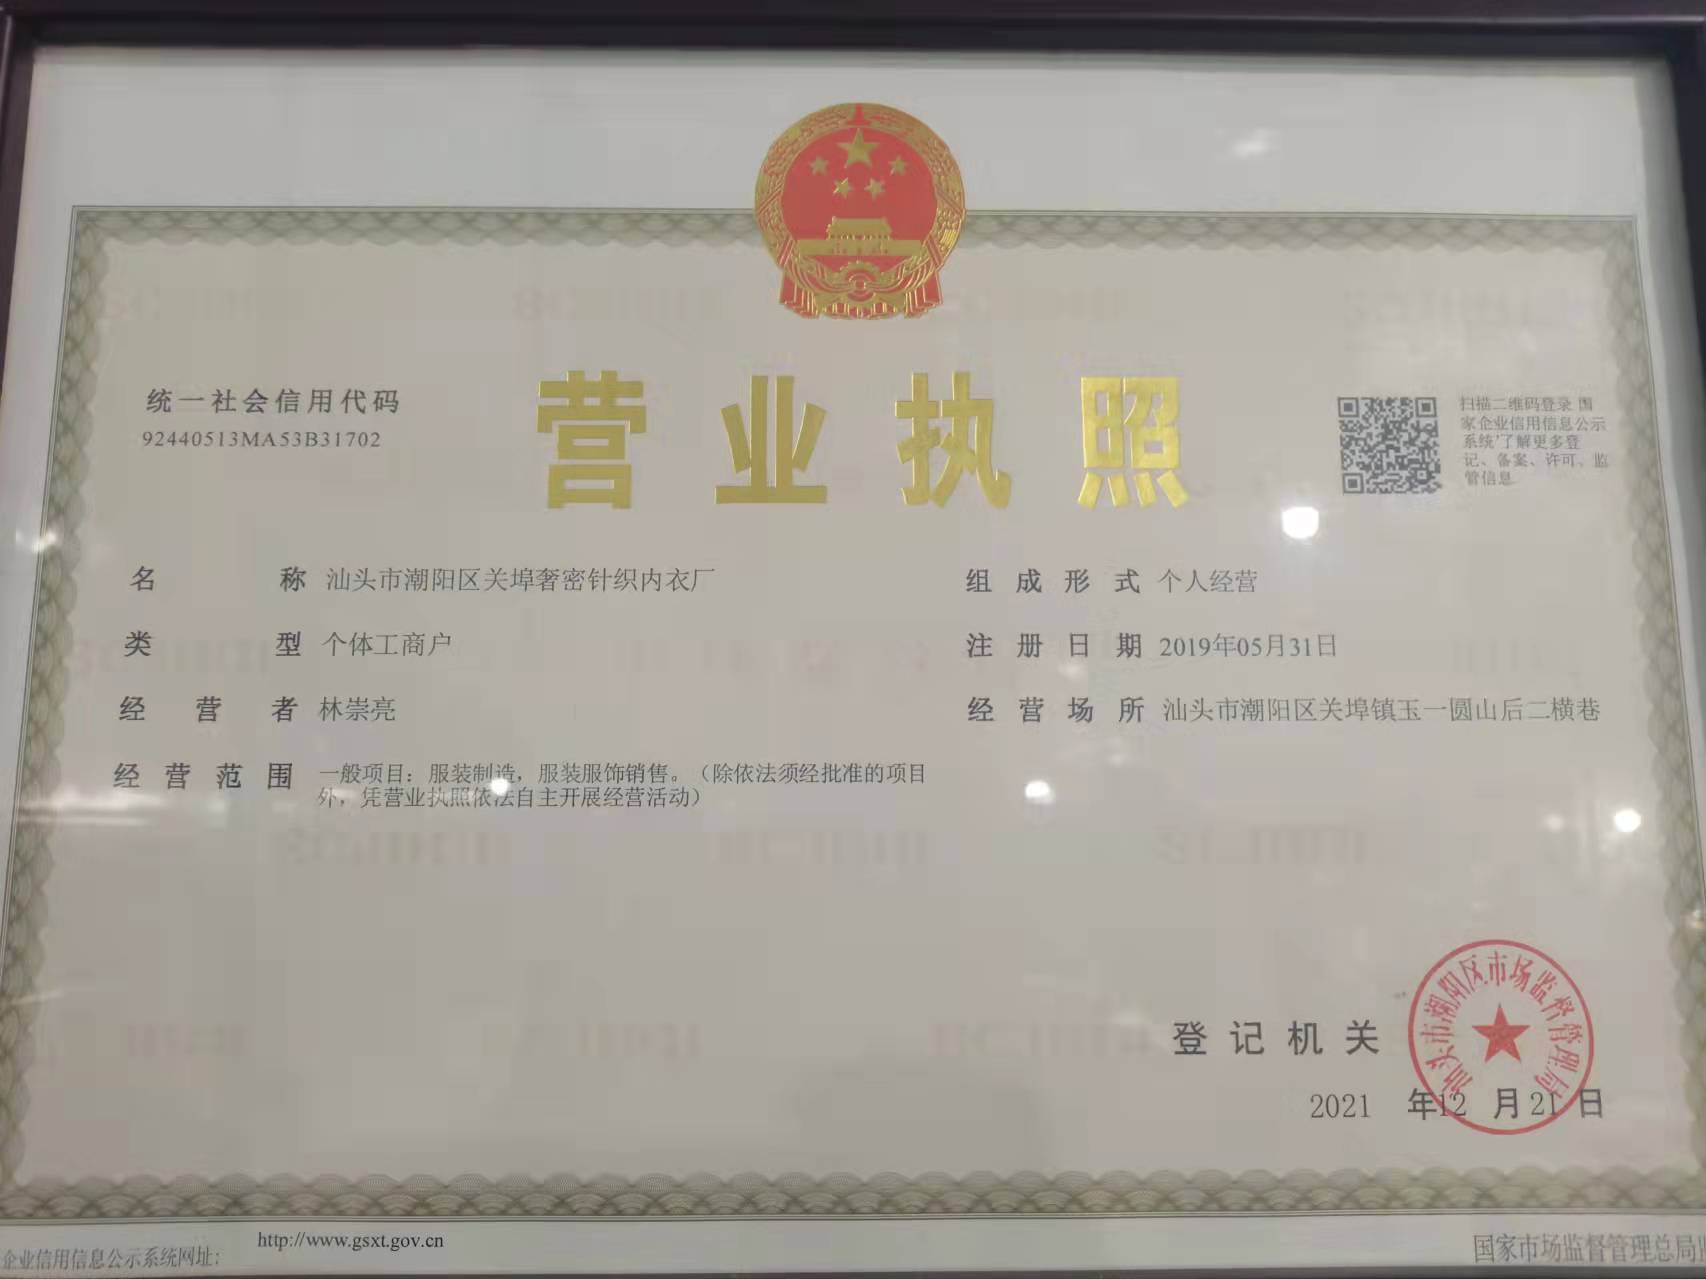 统一社会信用代码
92440513MA53B31702
营业执照
扫描二维码登录 国
家企业信用信息公示
系统'了解更多登
记、备案、许可、监
管信息
名称 汕头市潮阳区关埠奢密针织内衣厂
组成形式 个人经营
类型 个体工商户
注册日期 2019年05月31日
经营者 林崇亮
经营场所 汕头市潮阳区关埠镇玉一圆山后二横巷
经营范围 一般项目：服装制造，服装服饰销售。（除依法须经批准的项目
外，凭营业执照依法自主开展经营活动）
登记机关
汕头市潮阳区市场监督管理局
2021 年12 月21日
企业信用信息公示系统网址: http://www.gsxt.gov.cn
国家市场监督管理总局监